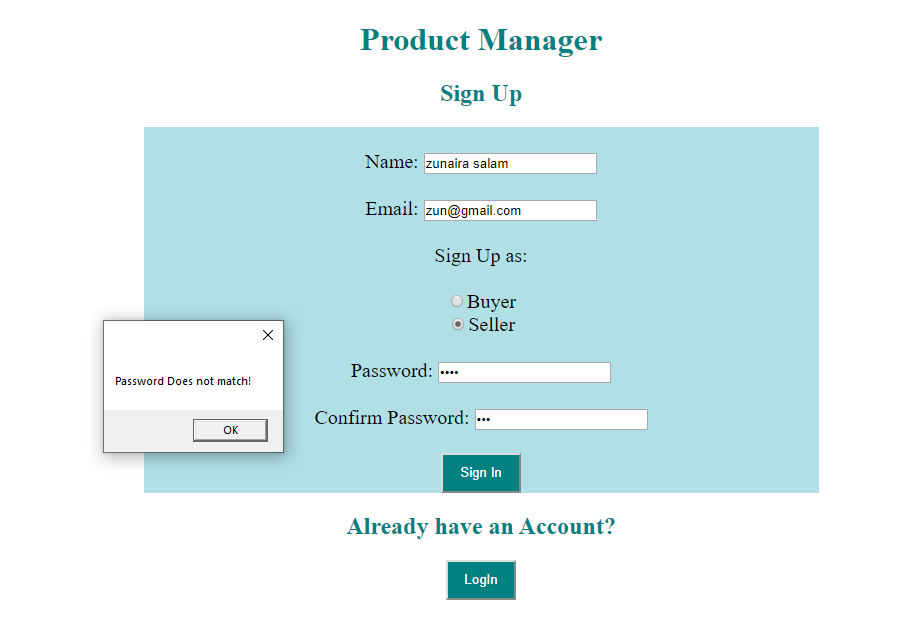 Product Manager
Sign Up
Name: zunaira salam
Email: zun@gmail.com
Sign Up as:
Buyer
Seller
Password: ••••
Confirm Password: •••
Sign In
Already have an Account?
LogIn
Password Does not match!
OK